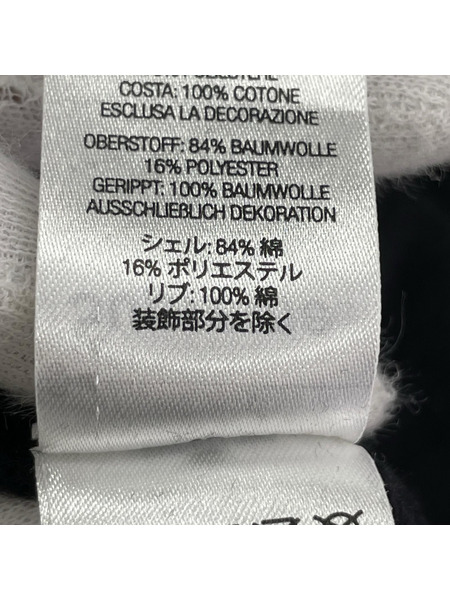 COSTA: 100% COTONE
ESCLUSA LA DECORAZIONE
OBERSTOFF: 84% BAUMWOLLE
16% POLYESTER
GERIPPT: 100% BAUMWOLLE
AUSSCHLIEẞLICH DEKORATION
シェル: 84% 綿
16% ポリエステル
リブ: 100% 綿
装飾部分を除く